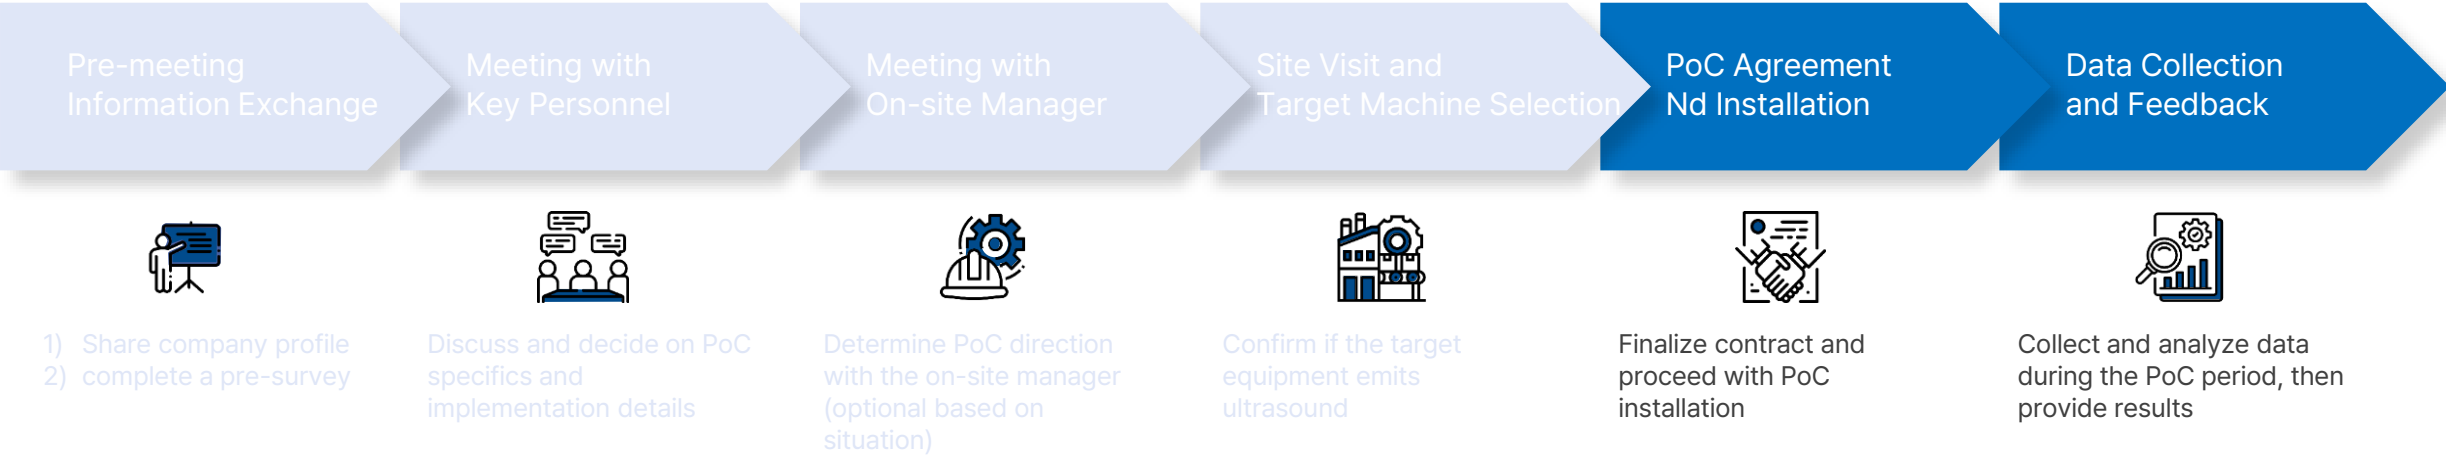 Pre-meeting
Information Exchange
Meeting with
Key Personnel
Meeting with
On-site Manager
Site Visit and
Target Machine Selection
PoC Agreement
Nd Installation
Data Collection
and Feedback
1) Share company profile
2) complete a pre-survey
Discuss and decide on PoC
specifics and
implementation details
Determine PoC direction
with the on-site manager
(optional based on
situation)
Confirm if the target
equipment emits
ultrasound
Finalize contract and
proceed with PoC
installation
Collect and analyze data
during the PoC period, then
provide results